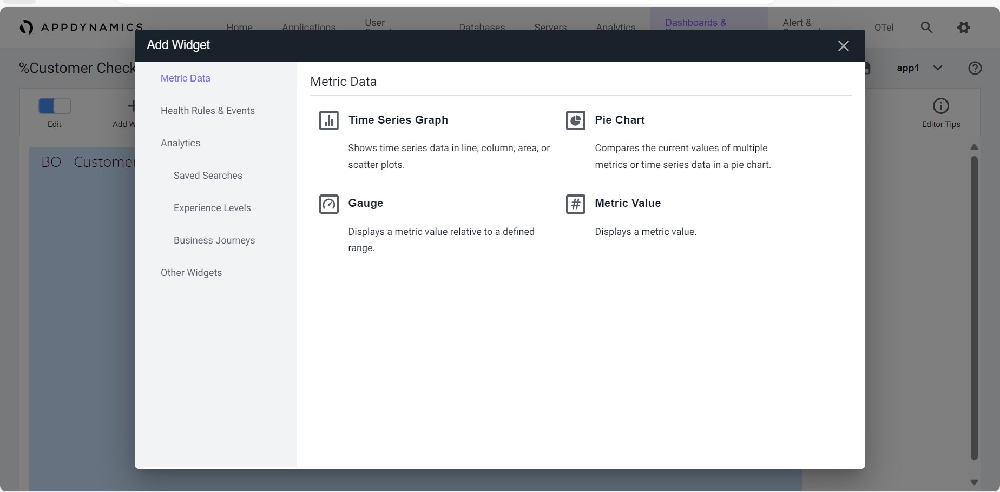 APPDYNAMICS
Home
Applications
User
Databases
Servers
Analytics
Dashboards &
Alert &
OTel
Add Widget
%Customer Check
app1
Edit
Add W
Editor Tips
BO - Customer
Metric Data
Health Rules & Events
Analytics
Saved Searches
Experience Levels
Business Journeys
Other Widgets
Metric Data
Time Series Graph
Shows time series data in line, column, area, or
scatter plots.
Pie Chart
Compares the current values of multiple
metrics or time series data in a pie chart.
Gauge
Displays a metric value relative to a defined
range.
Metric Value
Displays a metric value.